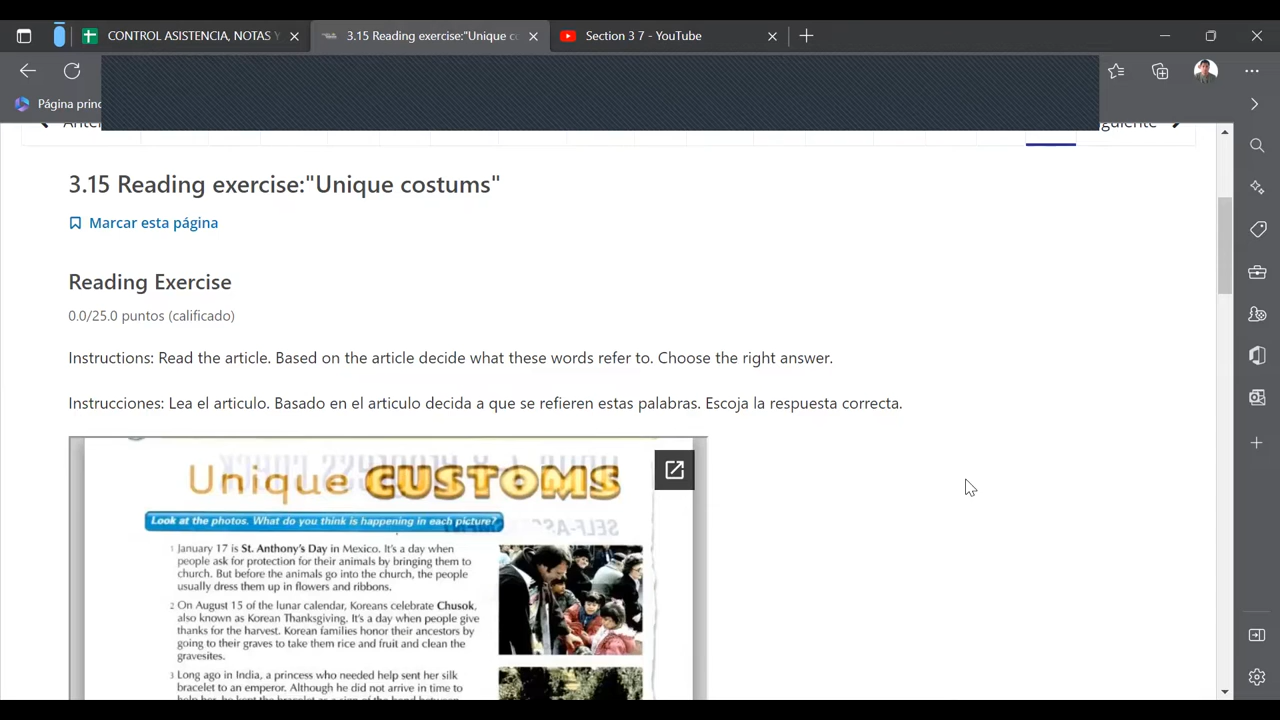 CONTROL ASISTENCIA, NOTAS Y
3.15 Reading exercise:"Unique co
Section 3 7 - YouTube
Página princ
3.15 Reading exercise:"Unique costums"
Marcar esta página
Reading Exercise
0.0/25.0 puntos (calificado)
Instructions: Read the article. Based on the article decide what these words refer to. Choose the right answer.
Instrucciones: Lea el articulo. Basado en el articulo decida a que se refieren estas palabras. Escoja la respuesta correcta.
Unique CUSTOMS
Look at the photos. What do you think is happening in each picture?
1 January 17 is St. Anthony's Day in Mexico. It's a day when
people ask for protection for their animals by bringing them to
church. But before the animals go into the church, the people
usually dress them up in flowers and ribbons.
2 On August 15 of the lunar calendar, Koreans celebrate Chusok,
also known as Korean Thanksgiving. It's a day when people give
thanks for the harvest. Korean families honor their ancestors by
going to their graves to take them rice and fruit and clean the
gravesites.
3 Long ago in India, a princess who needed help sent her silk
bracelet to an emperor. Although he did not arrive in time to